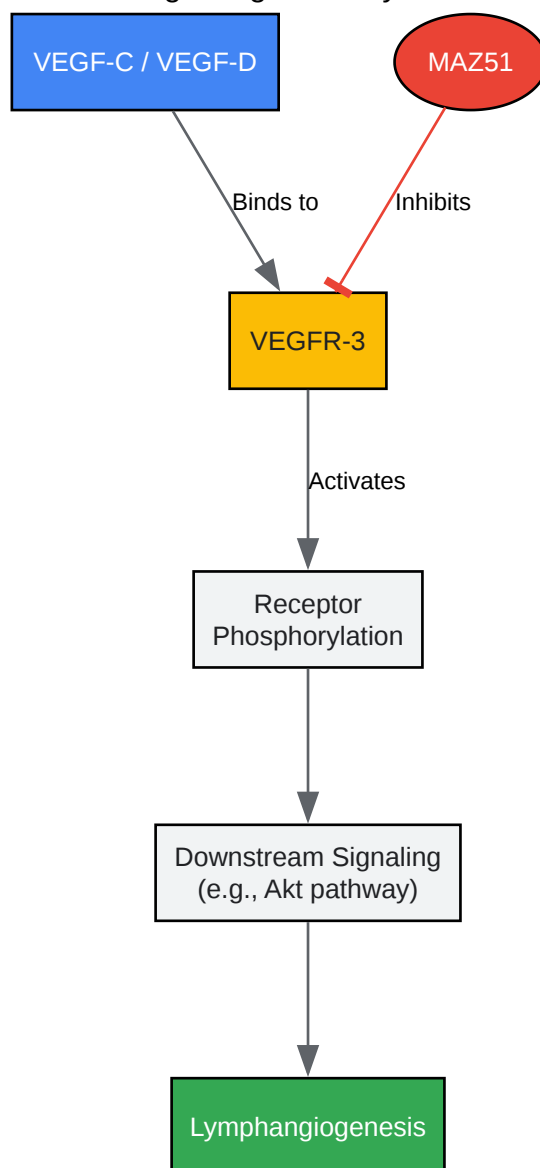 VEGF-C / VEGF-D
MAZ51
Binds to
Inhibits
VEGFR-3
Activates
Receptor
Phosphorylation
Downstream Signaling
(e.g., Akt pathway)
Lymphangiogenesis